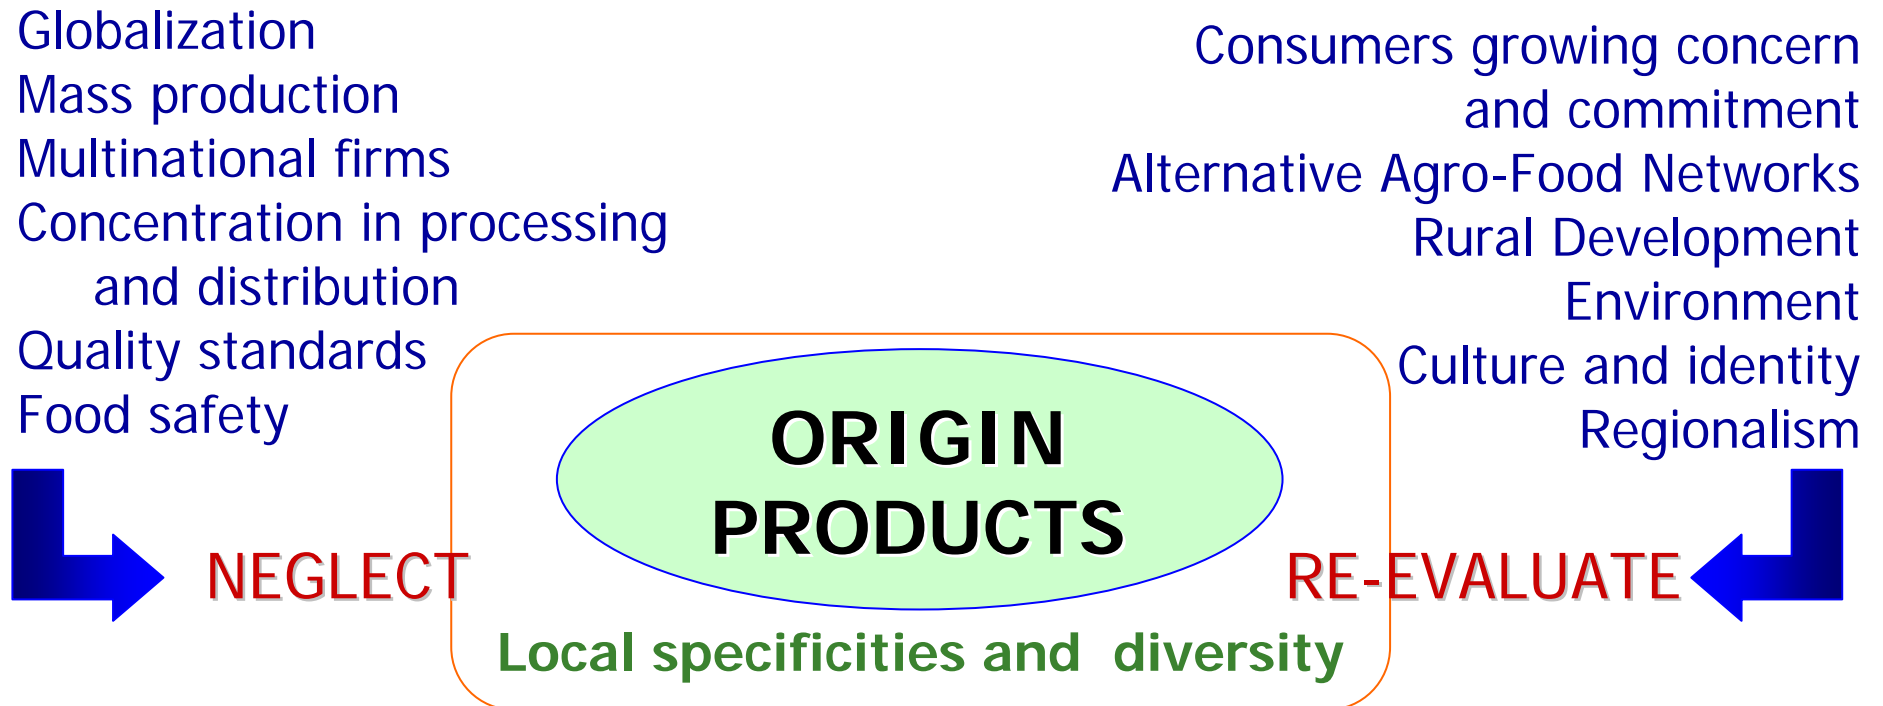 Globalization
Mass production
Multinational firms
Concentration in processing
and distribution
Quality standards
Food safety
Consumers growing concern
and commitment
Alternative Agro-Food Networks
Rural Development
Environment
Culture and identity
Regionalism
ORIGIN
PRODUCTS
NEGLECT
RE-EVALUATE
Local specificities and diversity